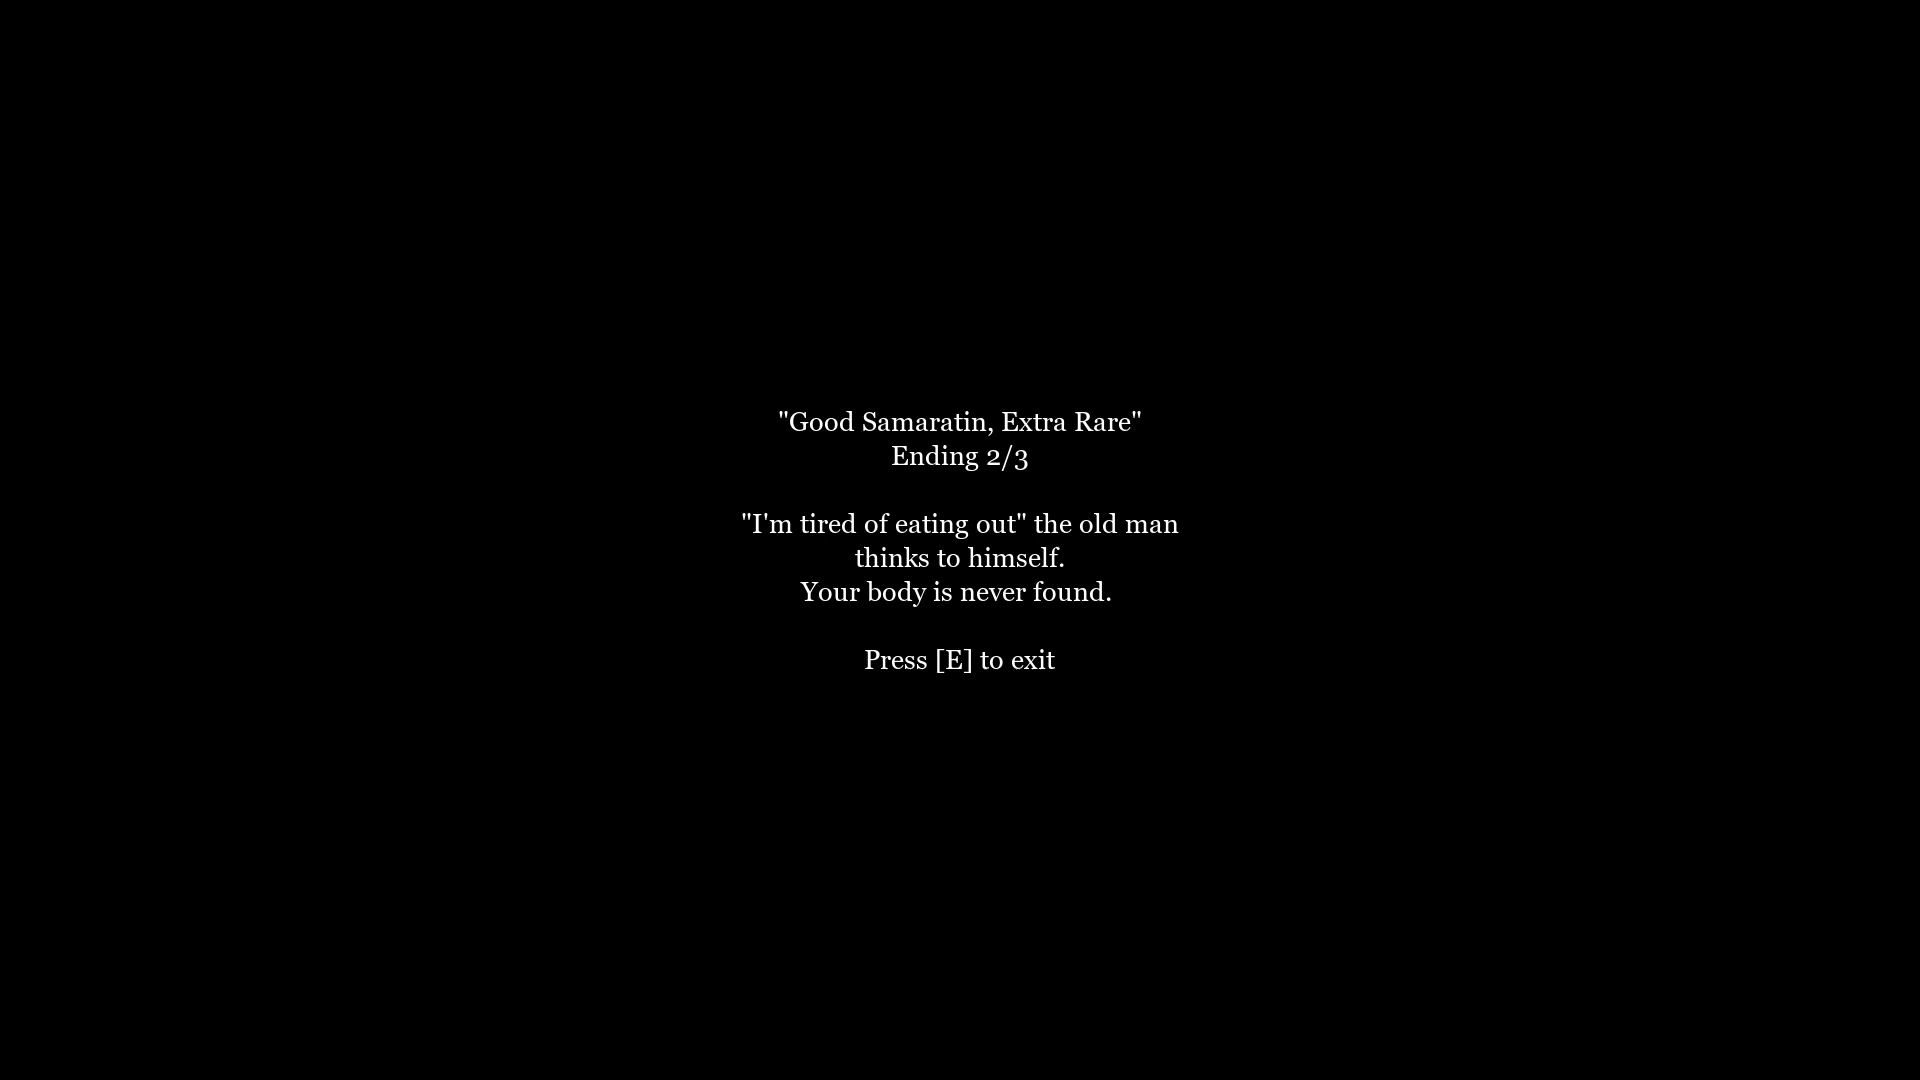 "Good Samaratin, Extra Rare"
Ending 2/3
"I'm tired of eating out" the old man
thinks to himself.
Your body is never found.
Press [E] to exit